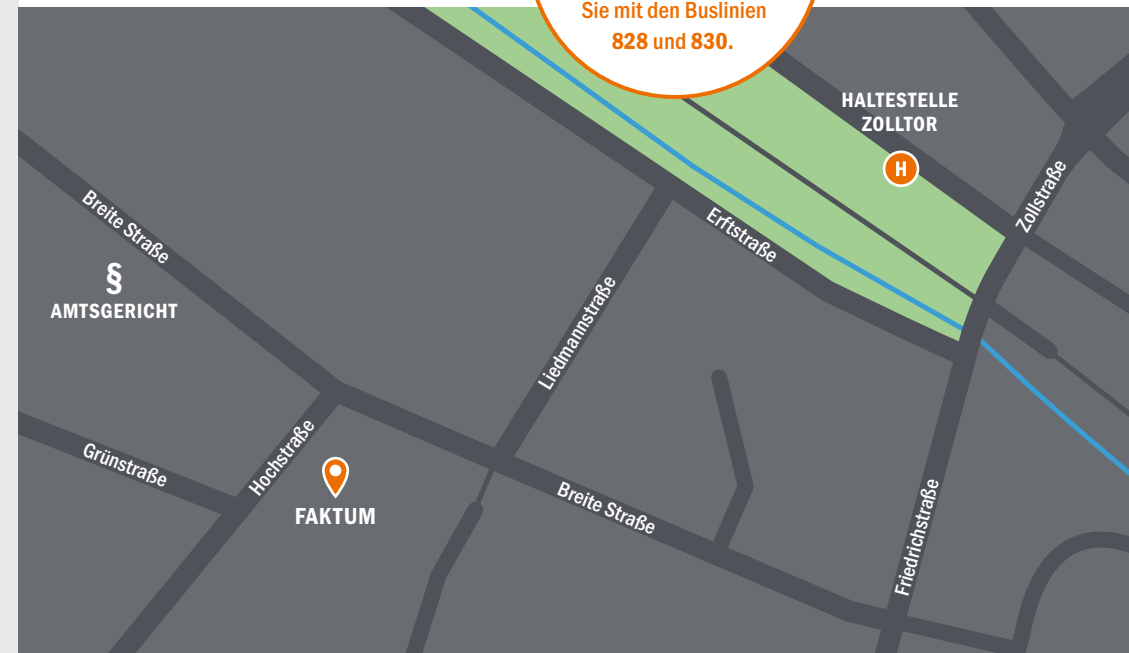 Sie mit den Buslinien
828 und 830.
HALTESTELLE
ZOLLTOR
H
Zollstraße
Breite Straße
Erftstraße
§
AMTSGERICHT
Liedmannstraße
Hochstraße
Grünstraße
FAKTUM
Breite Straße
Friedrichstraße